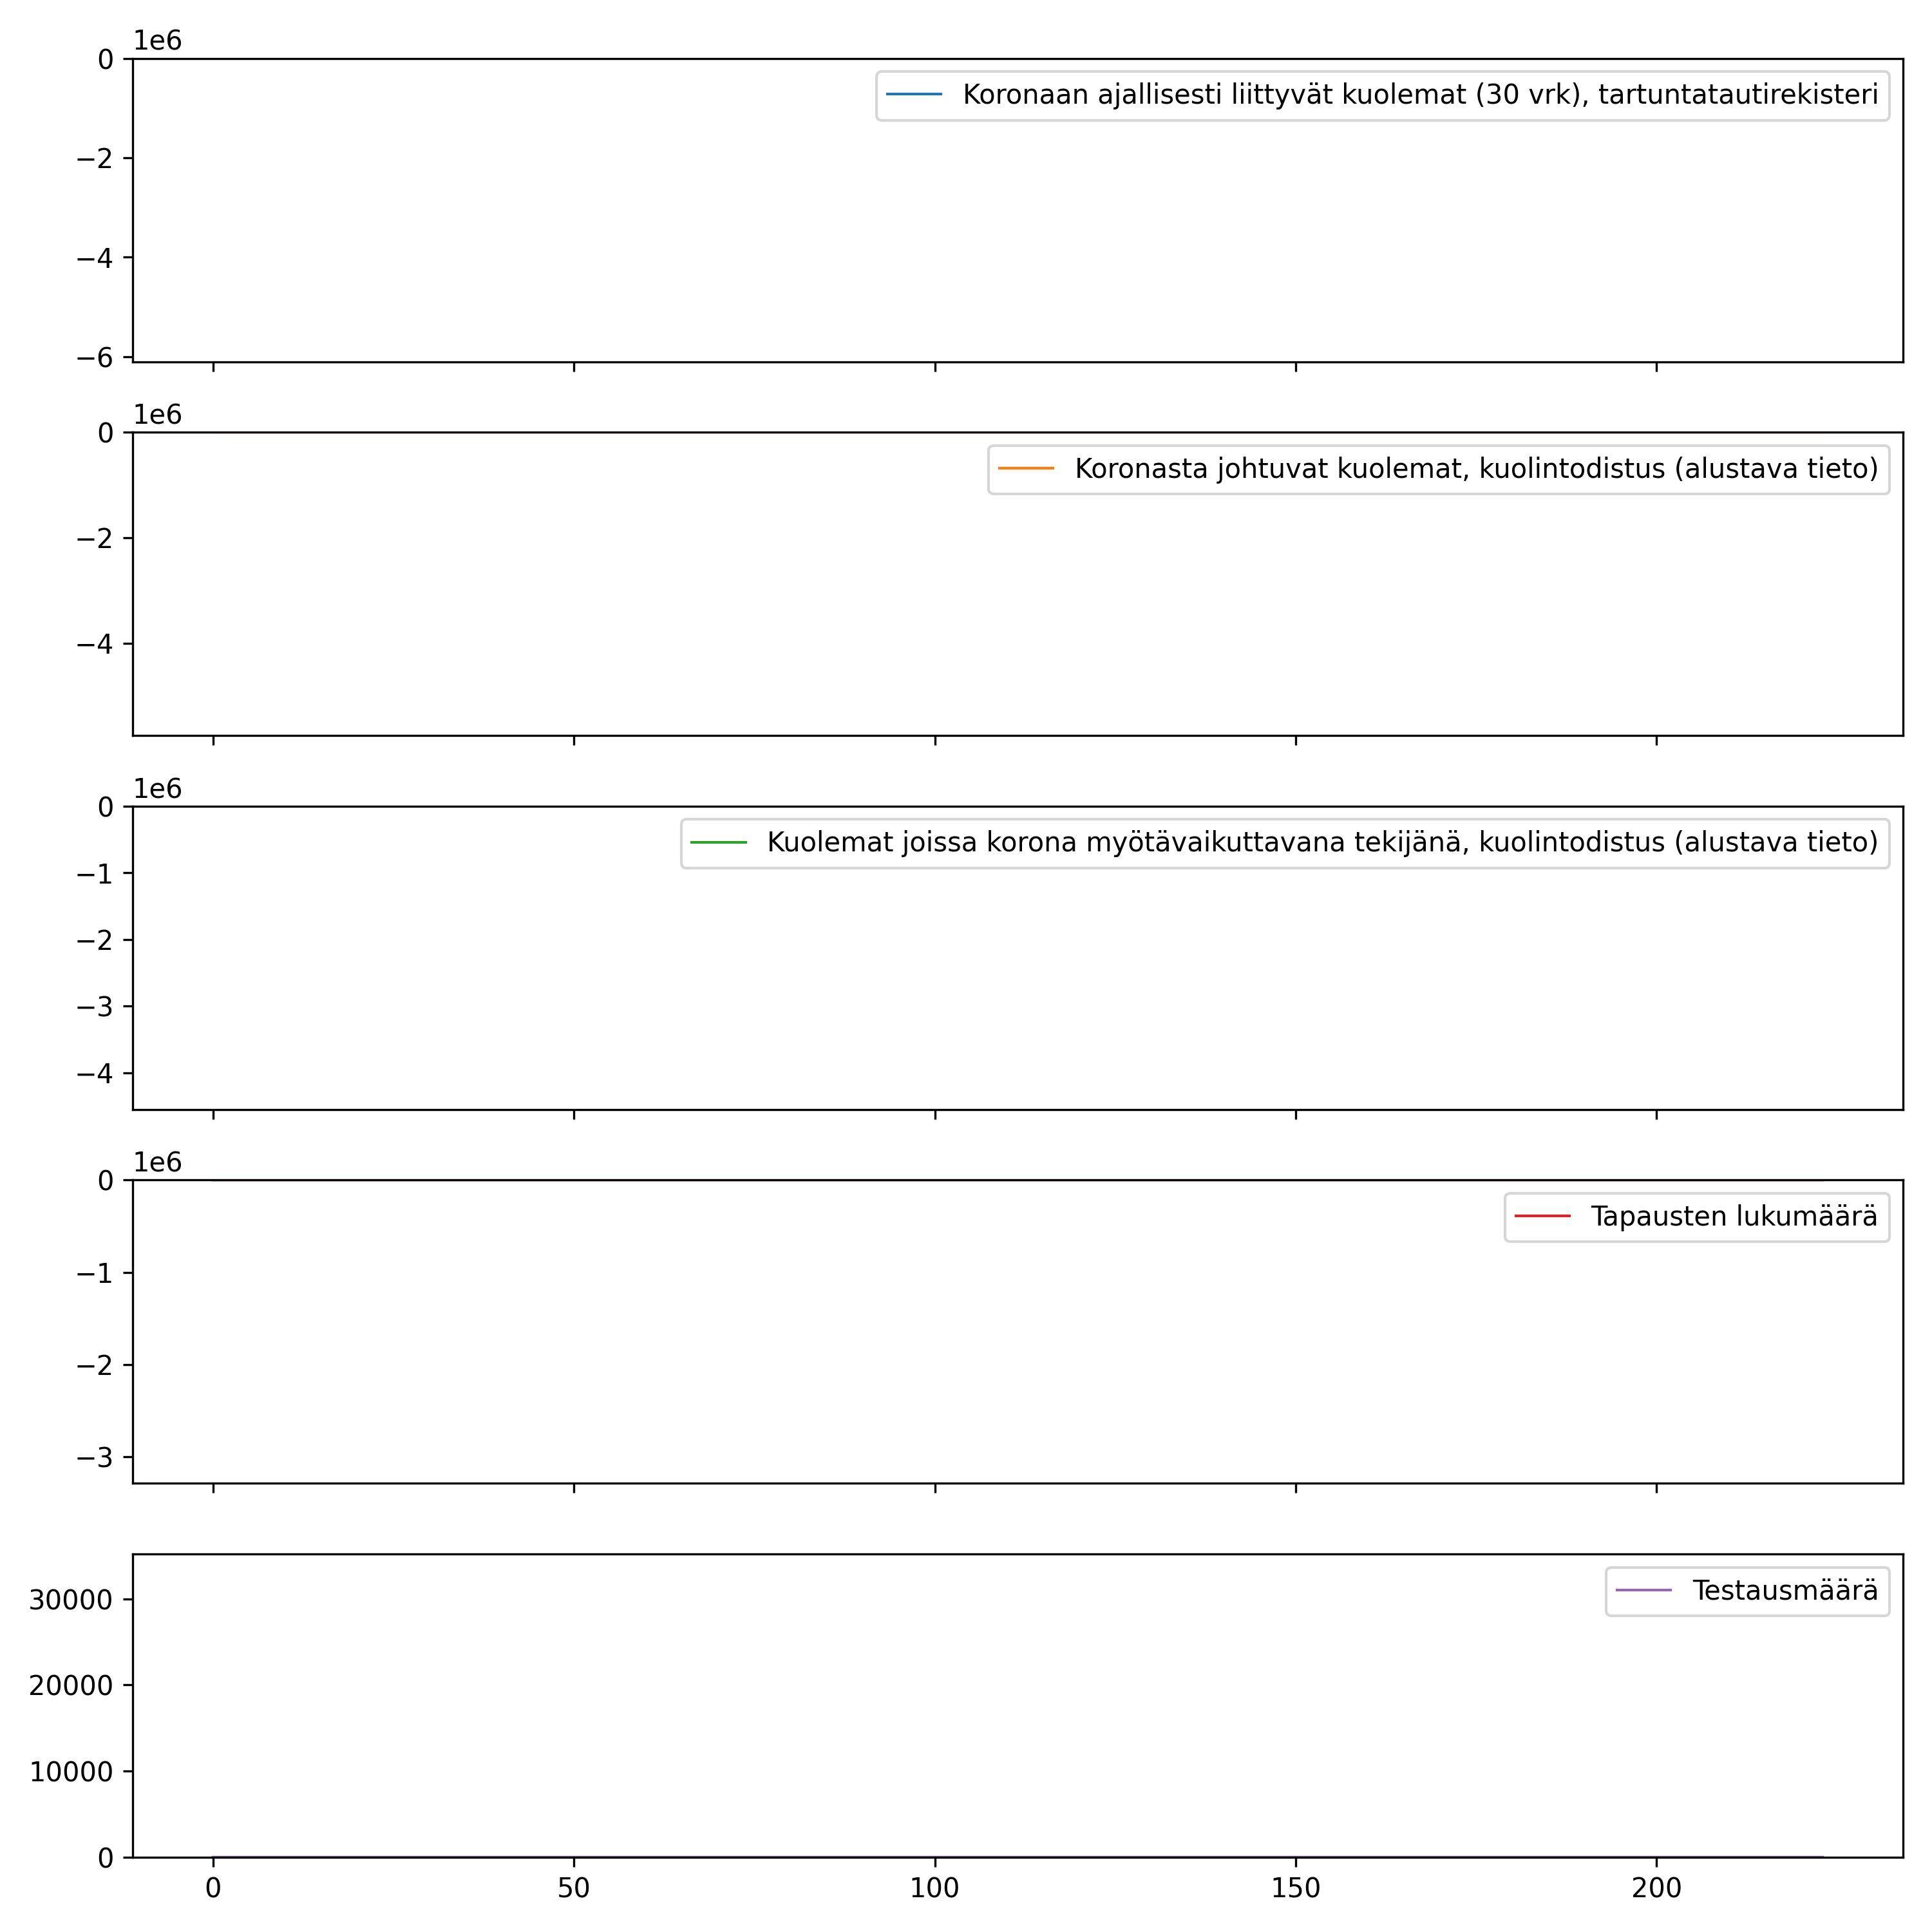 1e6
0
Koronaan ajallisesti liittyvät kuolemat (30 vrk), tartuntatautirekisteri
−2
−4
−6
1e6
0
Koronasta johtuvat kuolemat, kuolintodistus (alustava tieto)
−2
−4
1e6
0
Kuolemat joissa korona myötävaikuttavana tekijänä, kuolintodistus (alustava tieto)
−1
−2
−3
−4
1e6
0
Tapausten lukumäärä
−1
−2
−3
Testausmäärä
30000
20000
10000
0
0 50 100 150 200